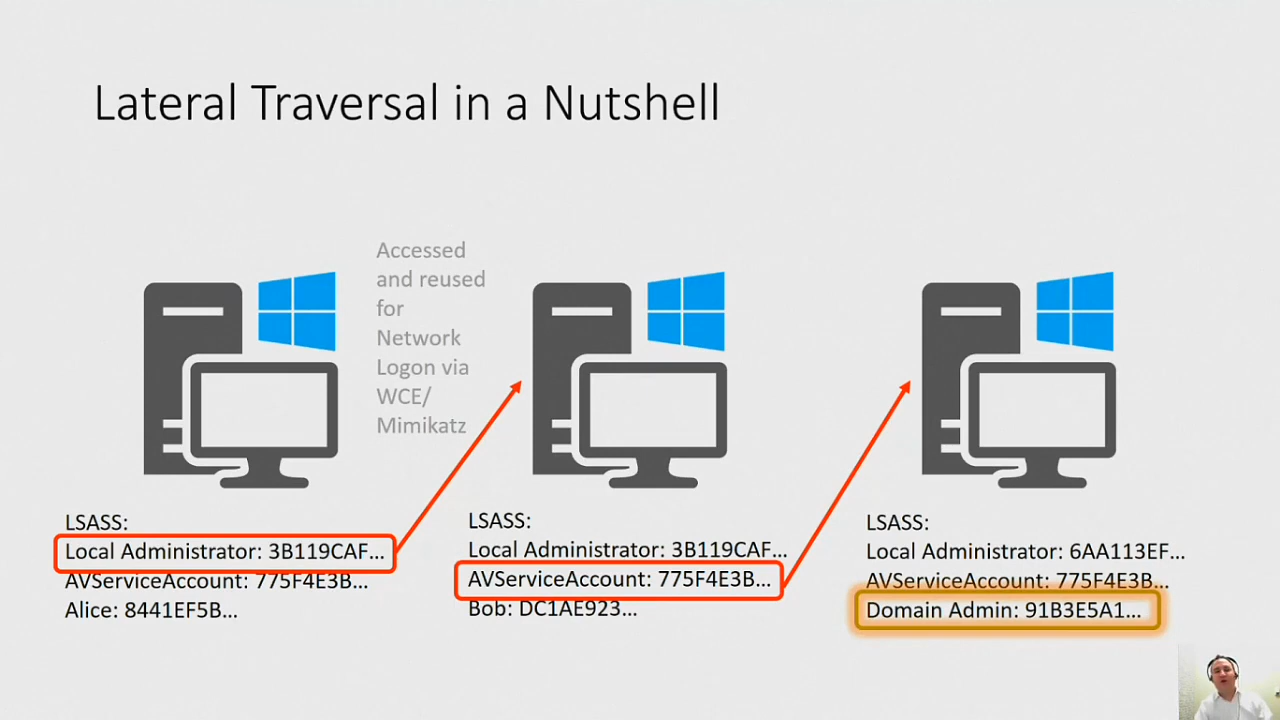 Lateral Traversal in a Nutshell
Accessed
and reused
for
Network
Logon via
WCE/
Mimikatz
LSASS:
Local Administrator: 3B119CAF...
AVServiceAccount: 775F4E3B...
Alice: 8441EF5B...
LSASS:
Local Administrator: 3B119CAF...
AVServiceAccount: 775F4E3B...
Bob: DC1AE923...
LSASS:
Local Administrator: 6AA113EF...
AVServiceAccount: 775F4E3B...
Domain Admin: 91B3E5A1...